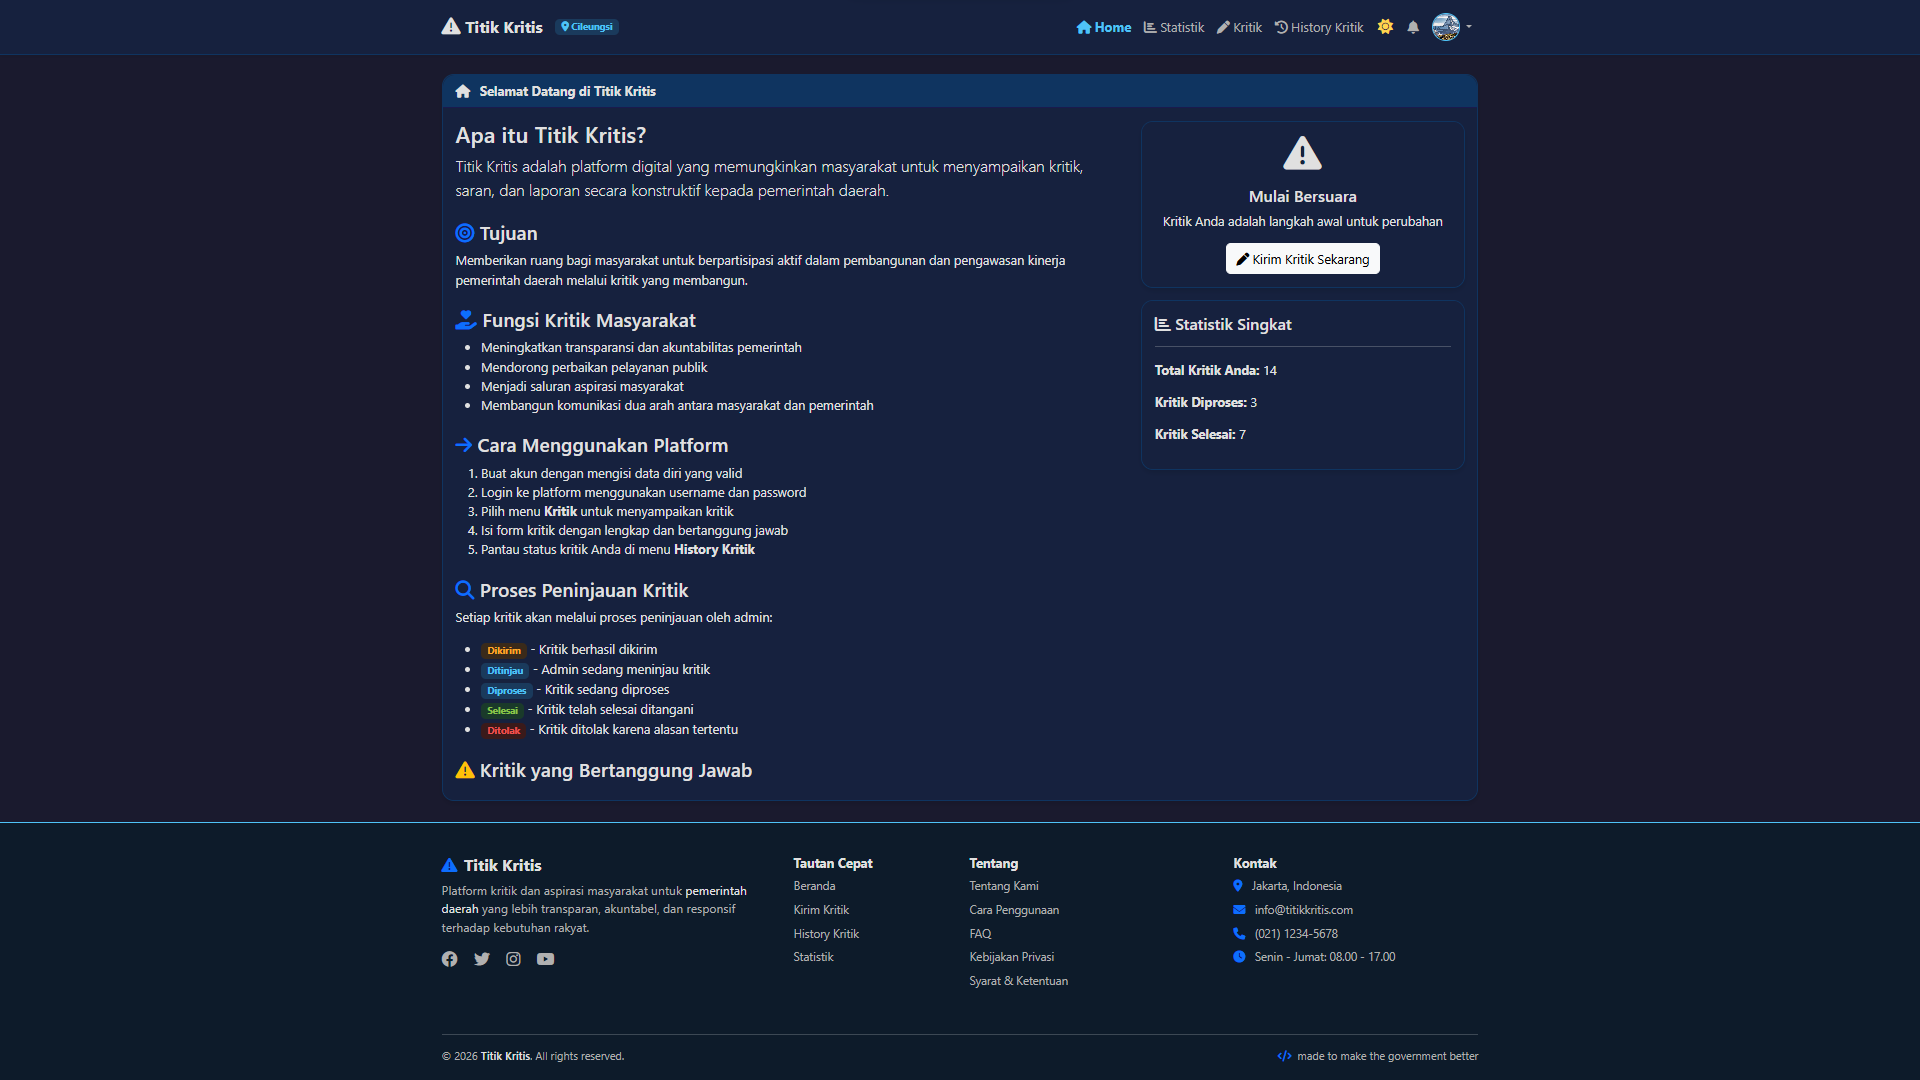 Titik Kritis
Cileungsi
Home
Statistik
Kritik
History Kritik
Selamat Datang di Titik Kritis
Apa itu Titik Kritis?
Titik Kritis adalah platform digital yang memungkinkan masyarakat untuk menyampaikan kritik,
saran, dan laporan secara konstruktif kepada pemerintah daerah.
Tujuan
Memberikan ruang bagi masyarakat untuk berpartisipasi aktif dalam pembangunan dan pengawasan kinerja
pemerintah daerah melalui kritik yang membangun.
Fungsi Kritik Masyarakat
• Meningkatkan transparansi dan akuntabilitas pemerintah
• Mendorong perbaikan pelayanan publik
• Menjadi saluran aspirasi masyarakat
• Membangun komunikasi dua arah antara masyarakat dan pemerintah
Cara Menggunakan Platform
1. Buat akun dengan mengisi data diri yang valid
2. Login ke platform menggunakan username dan password
3. Pilih menu Kritik untuk menyampaikan kritik
4. Isi form kritik dengan lengkap dan bertanggung jawab
5. Pantau status kritik Anda di menu History Kritik
Proses Peninjauan Kritik
Setiap kritik akan melalui proses peninjauan oleh admin:
• Dikirim - Kritik berhasil dikirim
• Ditinjau - Admin sedang meninjau kritik
• Diproses - Kritik sedang diproses
• Selesai - Kritik telah selesai ditangani
• Ditolak - Kritik ditolak karena alasan tertentu
Kritik yang Bertanggung Jawab
Mulai Bersuara
Kritik Anda adalah langkah awal untuk perubahan
Kirim Kritik Sekarang
Statistik Singkat
Total Kritik Anda: 14
Kritik Diproses: 3
Kritik Selesai: 7
Titik Kritis
Platform kritik dan aspirasi masyarakat untuk pemerintah
daerah yang lebih transparan, akuntabel, dan responsif
terhadap kebutuhan rakyat.
Tautan Cepat
Beranda
Kirim Kritik
History Kritik
Statistik
Tentang
Tentang Kami
Cara Penggunaan
FAQ
Kebijakan Privasi
Syarat & Ketentuan
Kontak
Jakarta, Indonesia
info@titikkritis.com
(021) 1234-5678
Senin - Jumat: 08.00 - 17.00
© 2026 Titik Kritis. All rights reserved.
made to make the government better